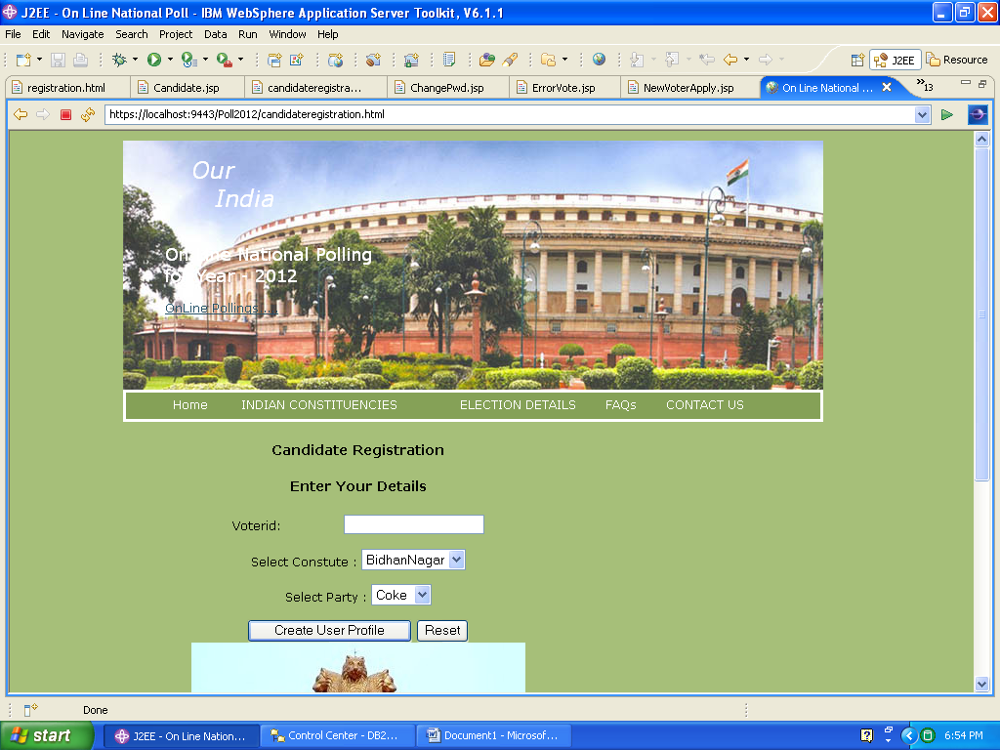 J2EE - On Line National Poll - IBM WebSphere Application Server Toolkit, V6.1.1
File Edit Navigate Search Project Data Run Window Help
J2EE Resource
registration.html Candidate.jsp candidateregistra... ChangePwd.jsp ErrorVote.jsp NewVoterApply.jsp On Line National ... »13
https://localhost:9443/Poll2012/candidateregistration.html
Our
India
On Line National Polling
for Year - 2012
OnLine Pollings ...
Home INDIAN CONSTITUENCIES ELECTION DETAILS FAQs CONTACT US
Candidate Registration
Enter Your Details
Voterid:
Select Constute : BidhanNagar
Select Party : Coke
Create User Profile Reset
Done
start J2EE - On Line Nation... Control Center - DB2... Document1 - Microsof... 6:54 PM